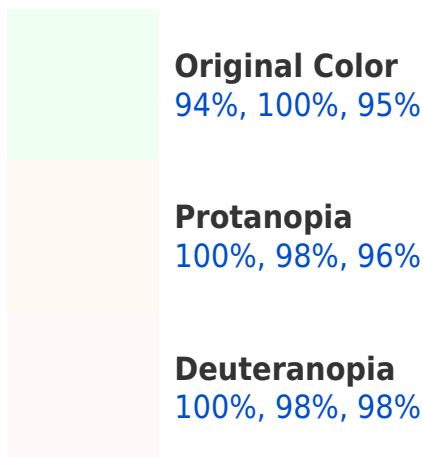 Original Color
94%, 100%, 95%
Protanopia
100%, 98%, 96%
Deuteranopia
100%, 98%, 98%